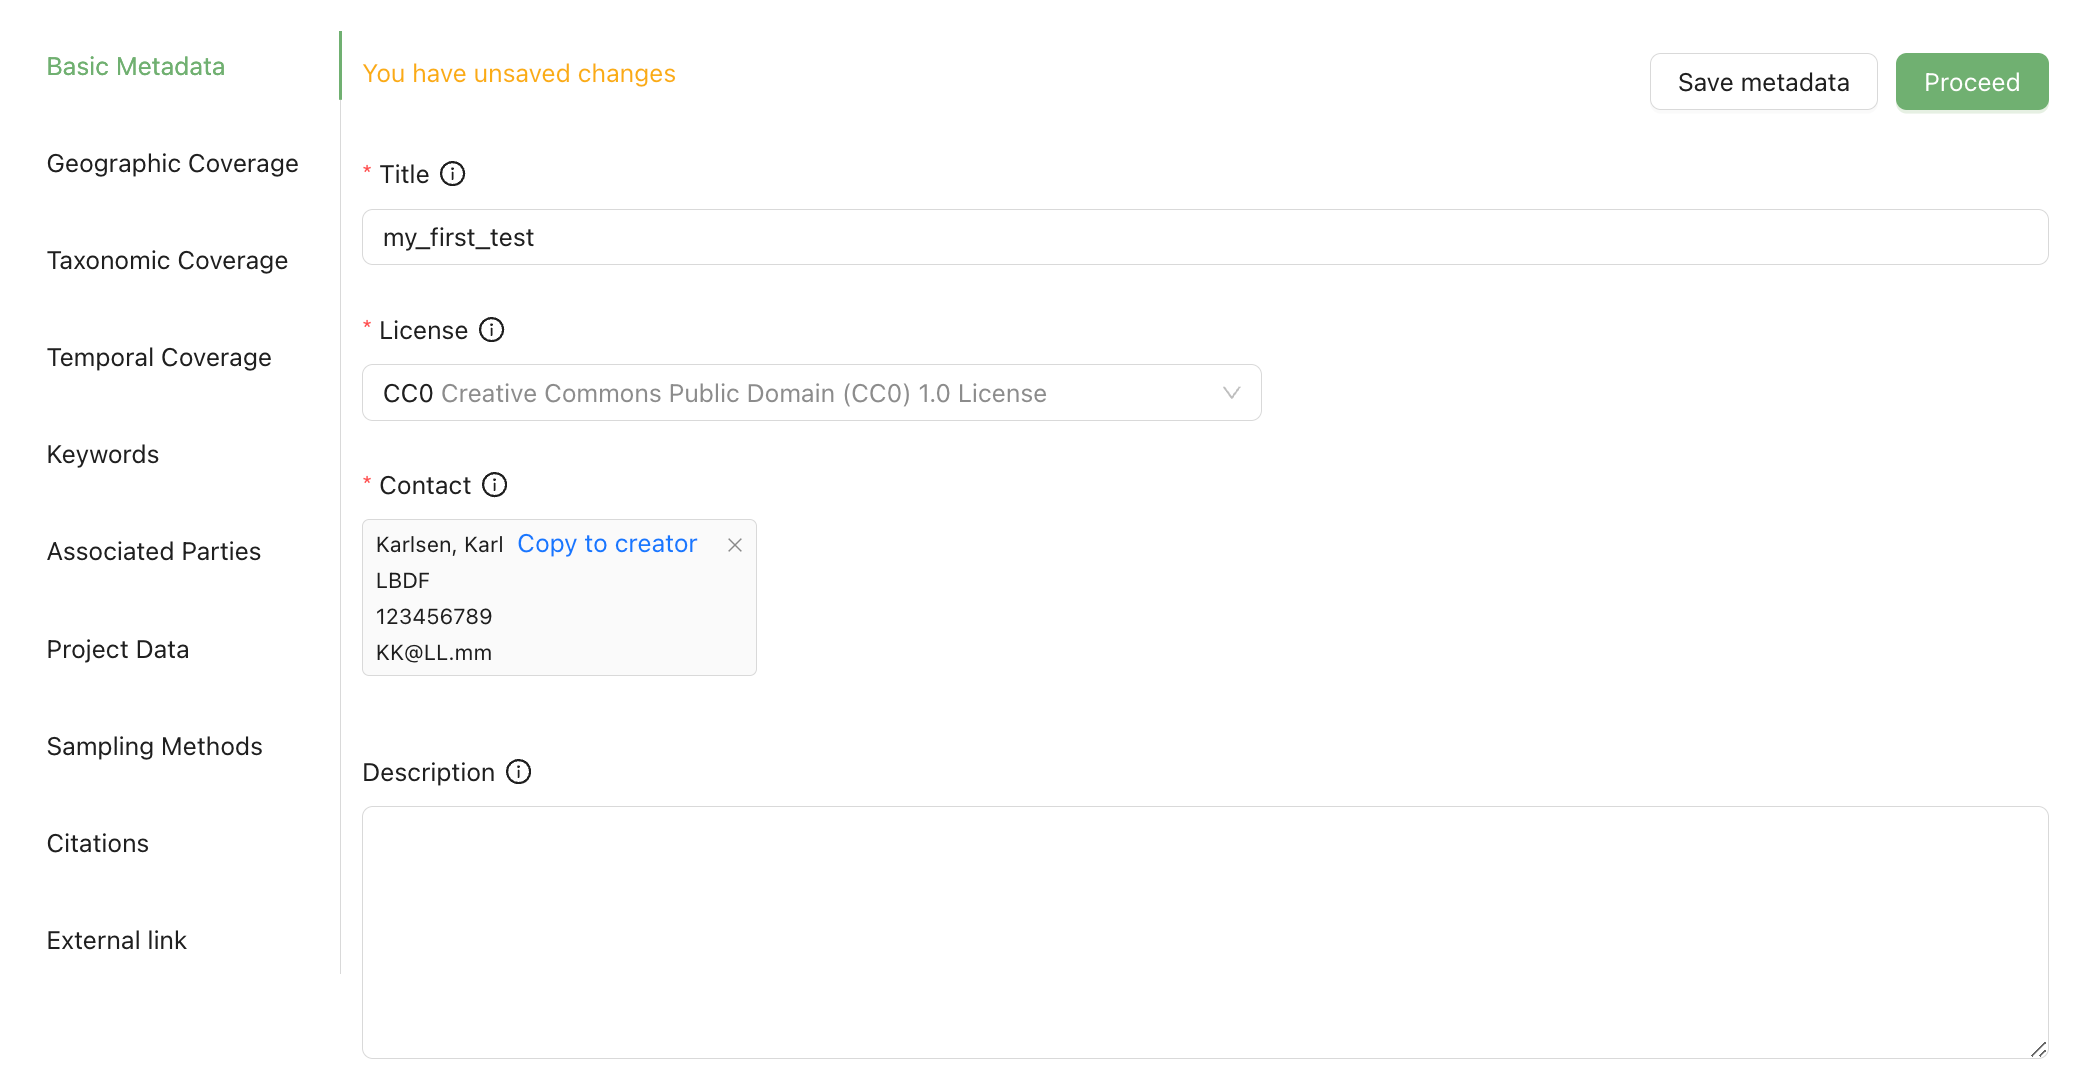 Basic Metadata
Geographic Coverage
Taxonomic Coverage
Temporal Coverage
Keywords
Associated Parties
Project Data
Sampling Methods
Citations
External link
You have unsaved changes
Save metadata
Proceed
* Title
my_first_test
* License
CC0 Creative Commons Public Domain (CC0) 1.0 License
* Contact
Karlsen, Karl Copy to creator
LBDF
123456789
KK@LL.mm
Description